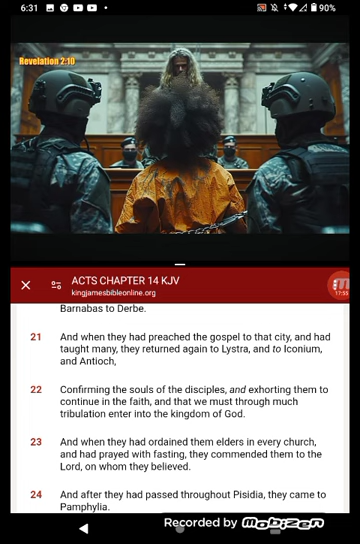 6:31
90%
Revelation 2:10
ACTS CHAPTER 14 KJV
kingjamesbibleonline.org
17:55
Barnabas to Derbe.
21 And when they had preached the gospel to that city, and had
taught many, they returned again to Lystra, and to Iconium,
and Antioch,
22 Confirming the souls of the disciples, and exhorting them to
continue in the faith, and that we must through much
tribulation enter into the kingdom of God.
23 And when they had ordained them elders in every church,
and had prayed with fasting, they commended them to the
Lord, on whom they believed.
24 And after they had passed throughout Pisidia, they came to
Pamphylia.
Recorded by mobizen